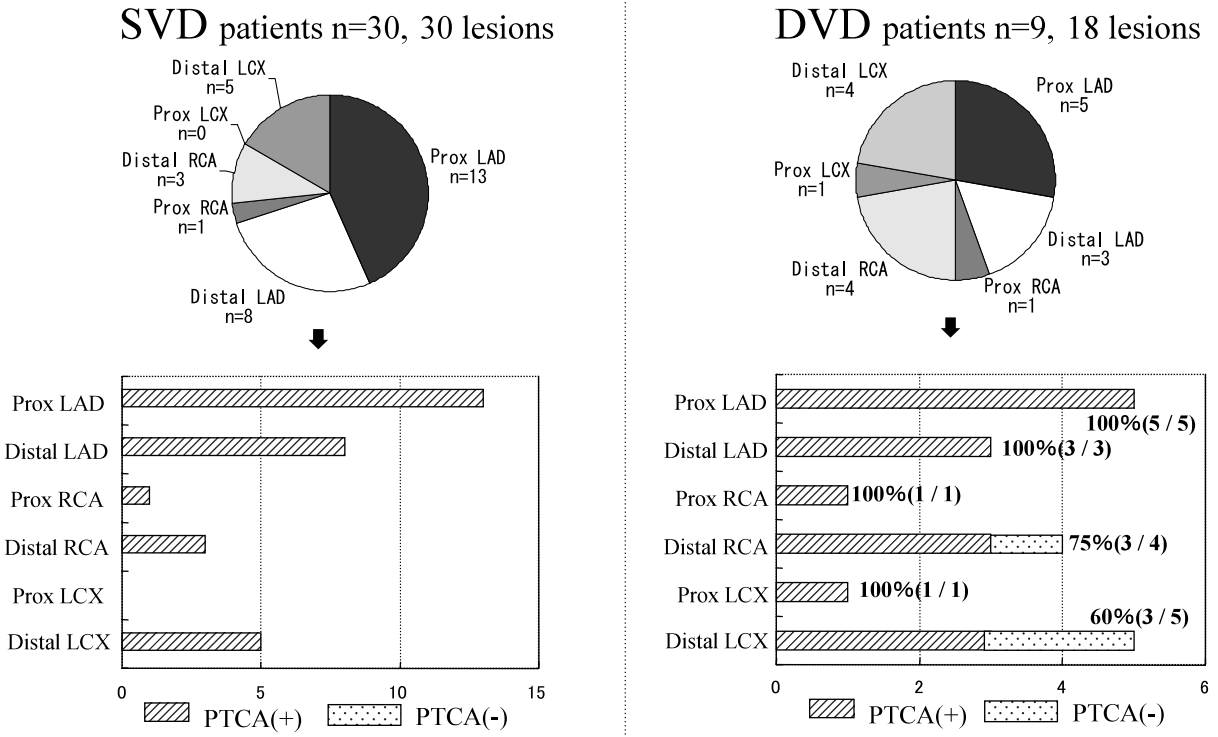 SVD patients n=30, 30 lesions
Distal LCX
n=5
Prox LCX
n=0
Distal RCA
n=3
Prox RCA
n=1
Distal LAD
n=8
Prox LAD
n=13
Prox LAD
Distal LAD
Prox RCA
Distal RCA
Prox LCX
Distal LCX
0 5 10 15
PTCA(+) PTCA(-)
DVD patients n=9, 18 lesions
Distal LCX
n=4
Prox LAD
n=5
Prox LCX
n=1
Distal LAD
n=3
Distal RCA
n=4
Prox RCA
n=1
Prox LAD
100%(5 / 5)
Distal LAD 100%(3 / 3)
Prox RCA 100%(1 / 1)
Distal RCA 75%(3 / 4)
Prox LCX 100%(1 / 1)
60%(3 / 5)
Distal LCX
0 2 4 6
PTCA(+) PTCA(-)